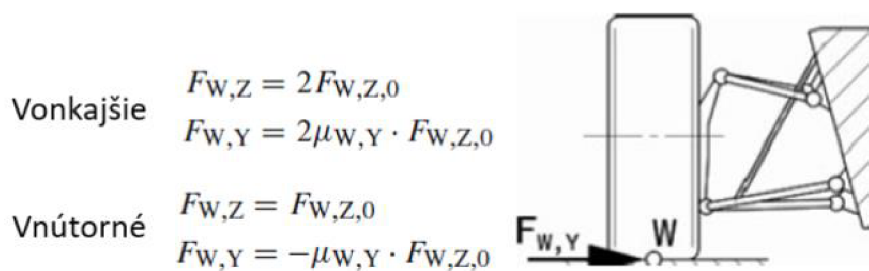 Vonkajšie
F_W,Z = 2F_W,Z,0
F_W,Y = 2μ_W,Y · F_W,Z,0
Vnútorné
F_W,Z = F_W,Z,0
F_W,Y = −μ_W,Y · F_W,Z,0
F_W,Y W